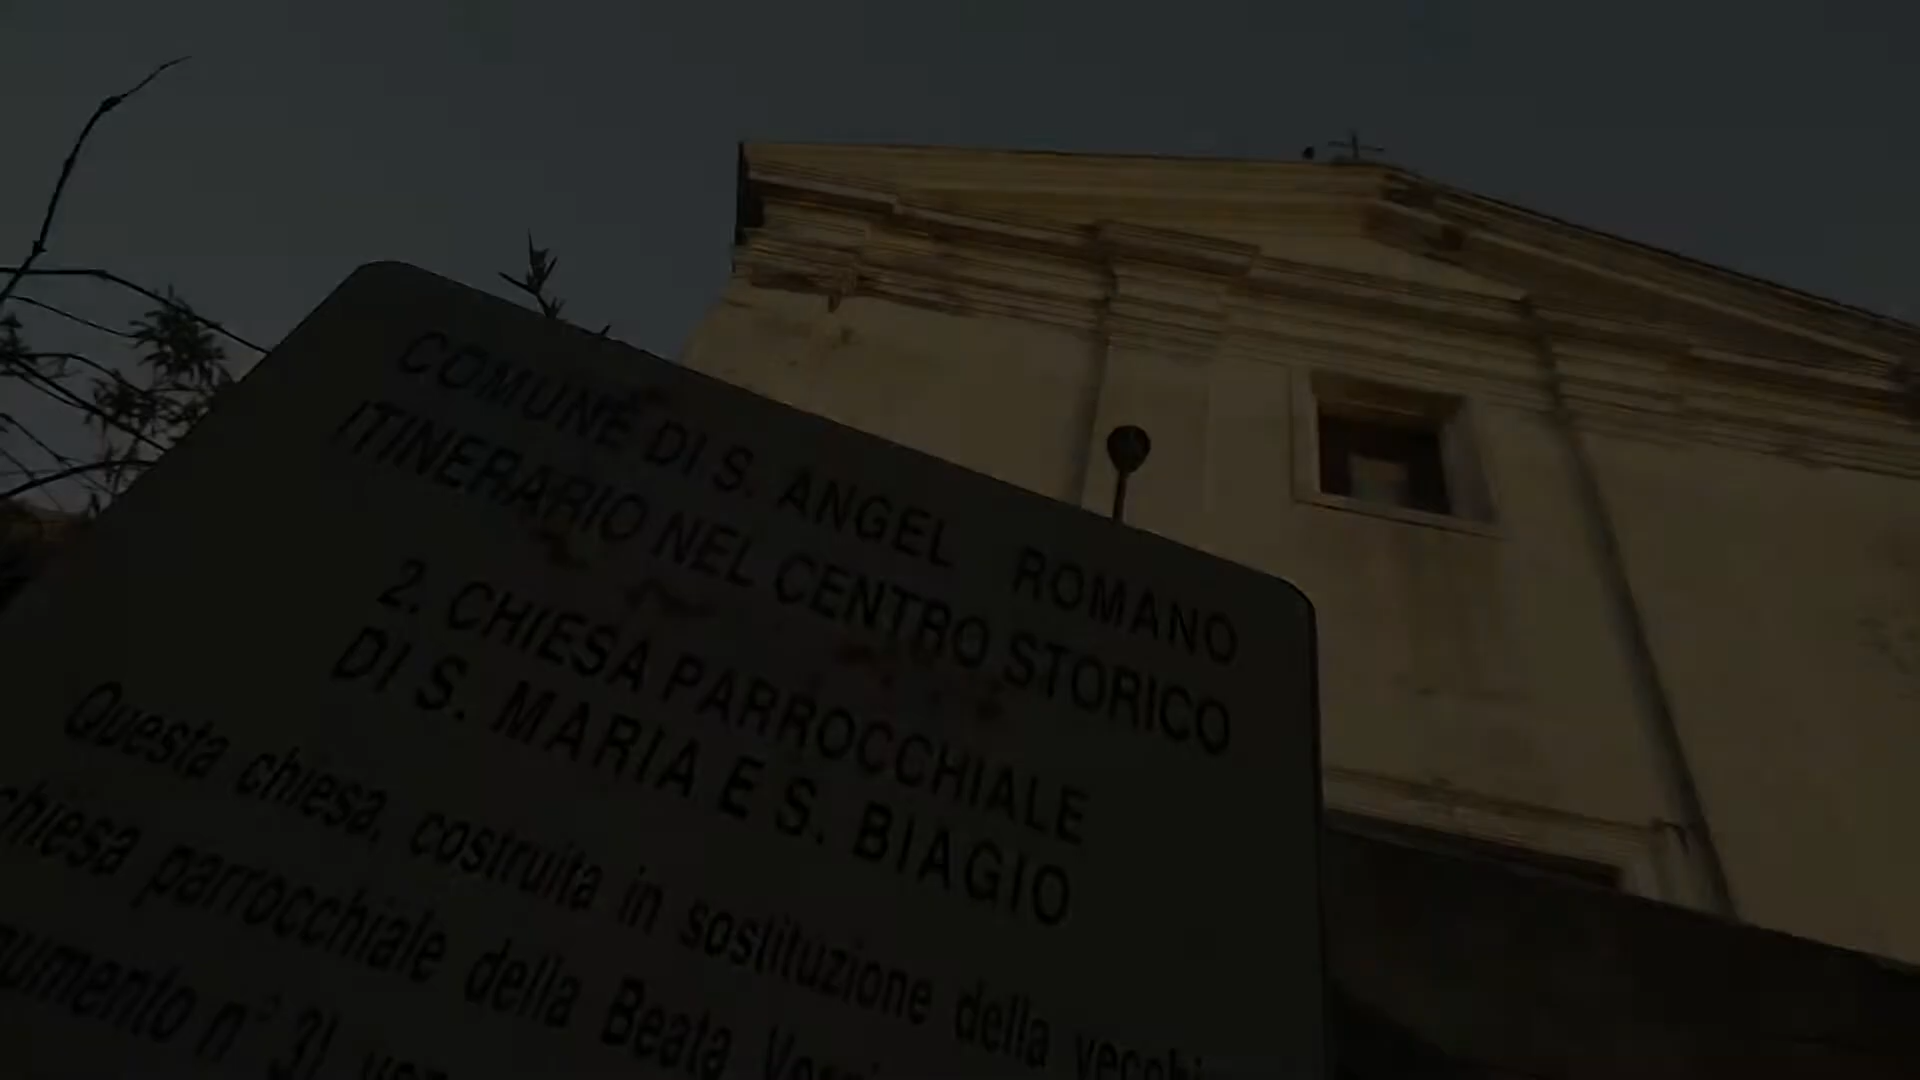 COMUNE DI S. ANGEL ROMANO
ITINERARIO NEL CENTRO STORICO
2. CHIESA PARROCCHIALE
DI S. MARIA E S. BIAGIO
Questa chiesa, costruita in sostituzione della
chiesa parrocchiale della Beata
n° 3)